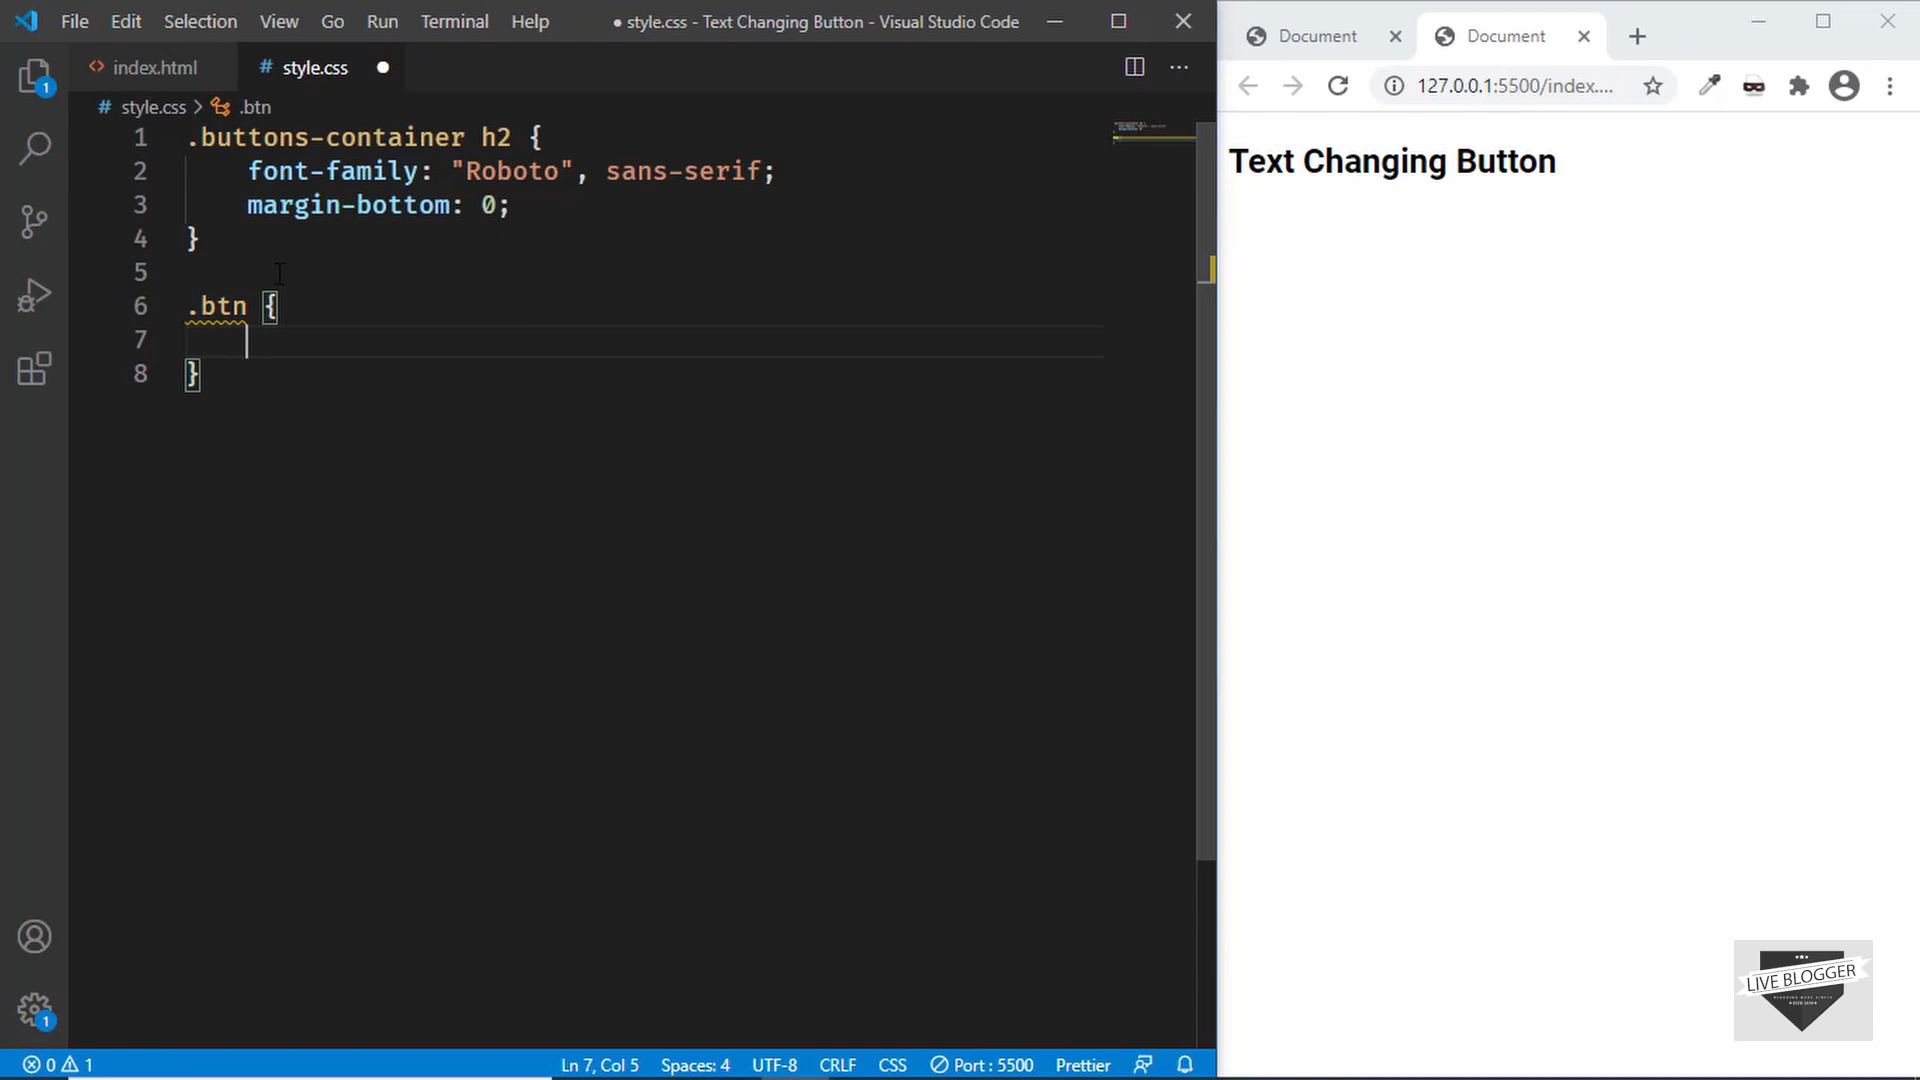 File Edit Selection View Go Run Terminal Help ● style.css - Text Changing Button - Visual Studio Code
index.html # style.css ●
# style.css > .btn
1 .buttons-container h2 {
2 font-family: "Roboto", sans-serif;
3 margin-bottom: 0;
4 }
5
6 .btn {
7
8 }
1
1
0 1 Ln 7, Col 5 Spaces: 4 UTF-8 CRLF CSS Port : 5500 Prettier
Document Document
127.0.0.1:5500/index....
Text Changing Button
LIVE BLOGGER